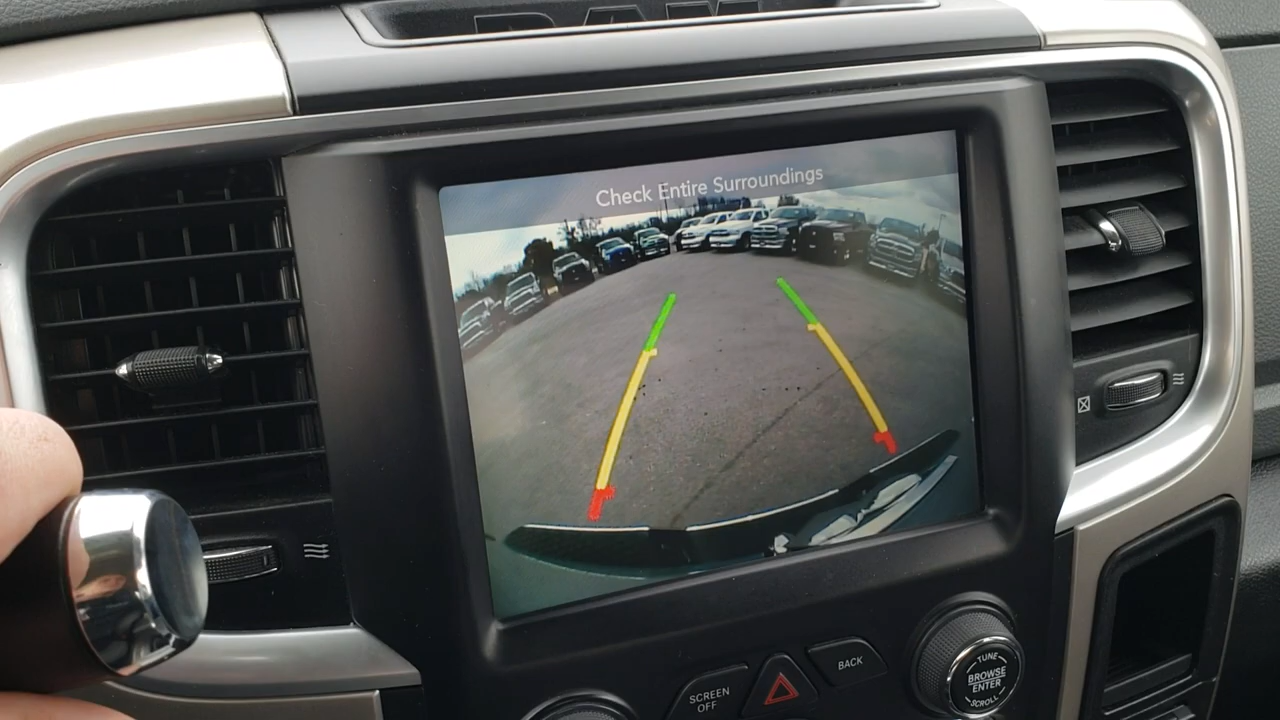 RAM
Check Entire Surroundings
SCREEN
OFF
BACK
TUNE
BROWSE
ENTER
SCROLL